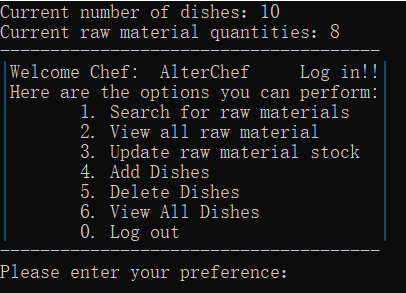 Current number of dishes: 10
Current raw material quantities: 8
--------------------------------------
|Welcome Chef:  AlterChef    Log in!!|
|Here are the options you can perform:|
1. Search for raw materials
2. View all raw material
3. Update raw material stock
4. Add Dishes
5. Delete Dishes
6. View All Dishes
0. Log out
--------------------------------------
Please enter your preference: